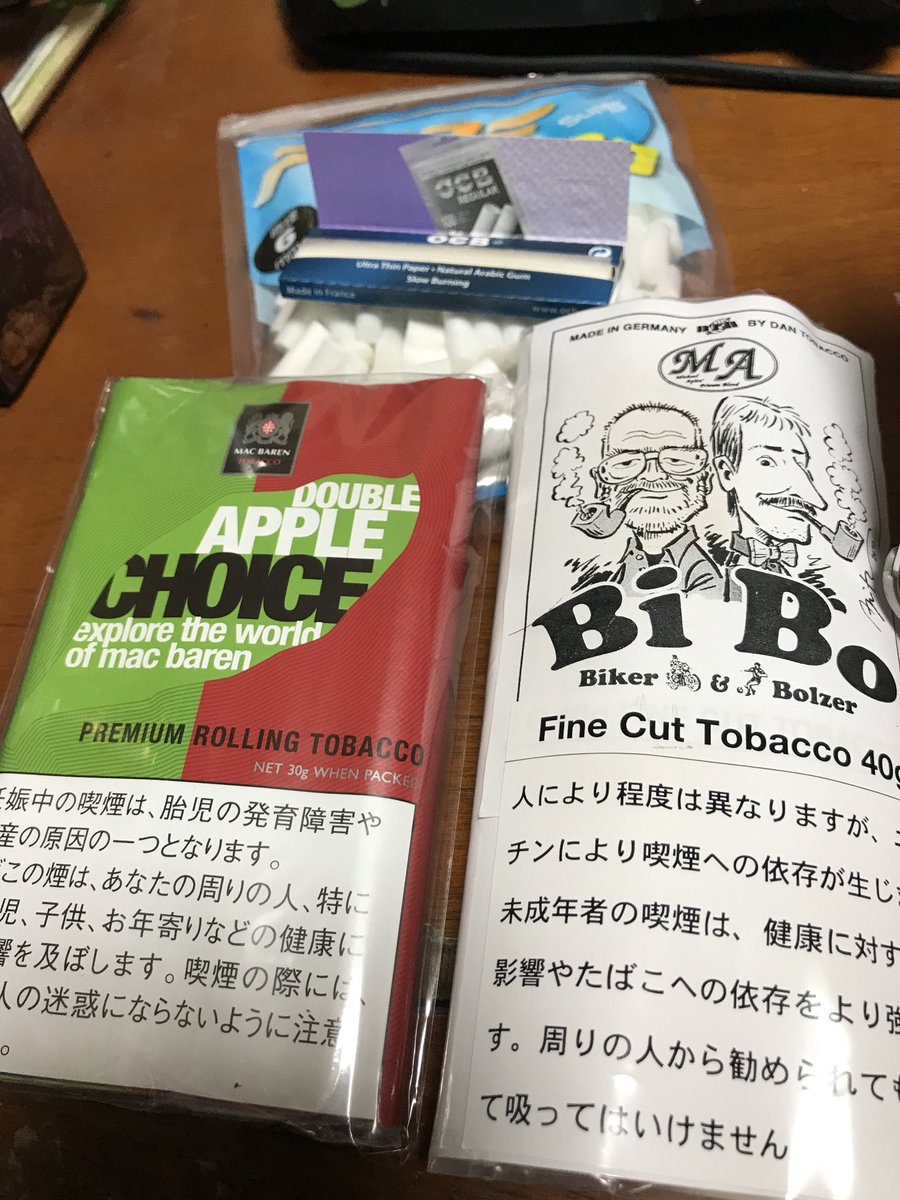 OCB
REGULAR
OCB
Ultra Thin Paper • Natural Arabic Gum
Slow Burning
Made in France
6
MAC BAREN
TOBACCO
DOUBLE
APPLE
CHOICE
explore the world
of mac baren
PREMIUM ROLLING TOBACCO
NET 30g WHEN PACKED
妊娠中の喫煙は、胎児の発育障害や
産の原因の一つとなります。
この煙は、あなたの周りの人、特に
児、子供、お年寄りなどの健康に
響を及ぼします。喫煙の際には、
人の迷惑にならないように注意
。
MADE IN GERMANY DTM BY DAN TOBACCO
MA
Private Blend
Bi Bo
Biker & Bolzer
Fine Cut Tobacco 40g
人により程度は異なりますが、ニ
チンにより喫煙への依存が生じ
未成年者の喫煙は、健康に対す
影響やたばこへの依存をより強
す。周りの人から勧められても
て吸ってはいけません